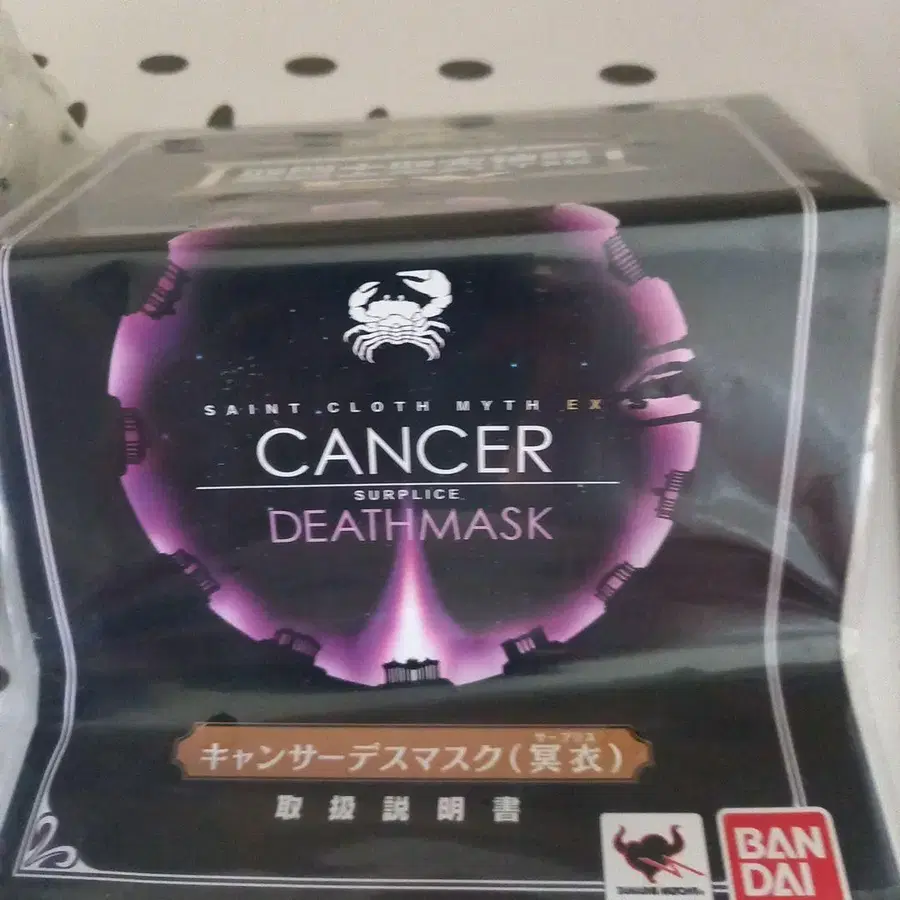 SAINT CLOTH MYTH EX
CANCER
SURPLICE
DEATHMASK
サープリス
キャンサーデスマスク(冥衣)
取扱説明書
BAN
DAI